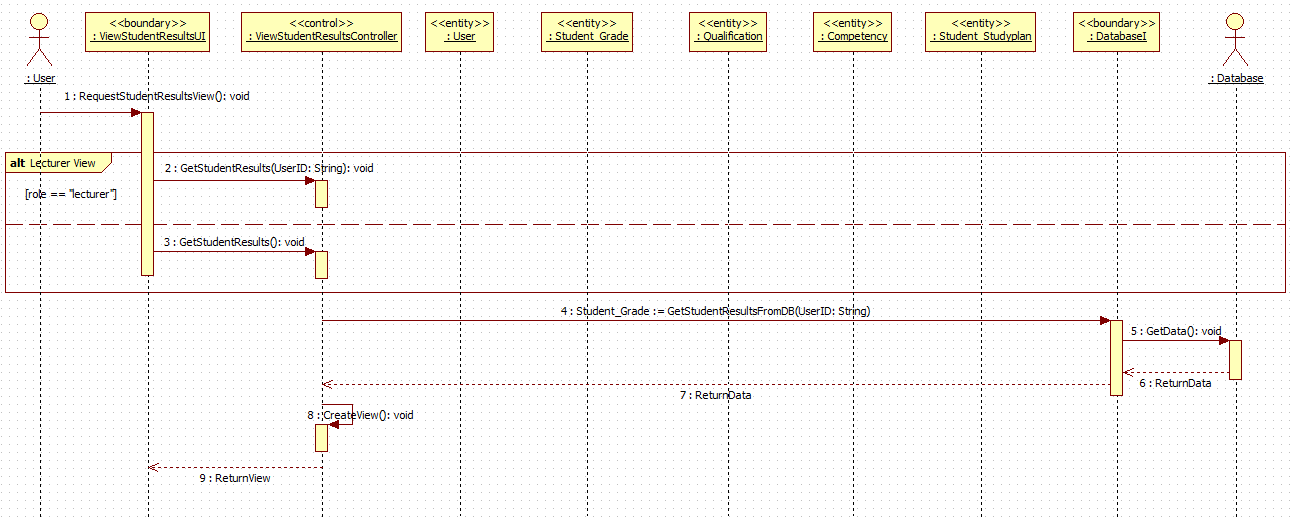 <<boundary>>
: ViewStudentResultsUI
<<control>>
: ViewStudentResultsController
<<entity>>
: User
<<entity>>
: Student_Grade
<<entity>>
: Qualification
<<entity>>
: Competency
<<entity>>
: Student_Studyplan
<<boundary>>
: DatabaseI
: User
: Database
1 : RequestStudentResultsView(): void
alt Lecturer View
2 : GetStudentResults(UserID: String): void
[role == "lecturer"]
3 : GetStudentResults(): void
4 : Student_Grade := GetStudentResultsFromDB(UserID: String)
5 : GetData(): void
6 : ReturnData
7 : ReturnData
8 : CreateView(): void
9 : ReturnView